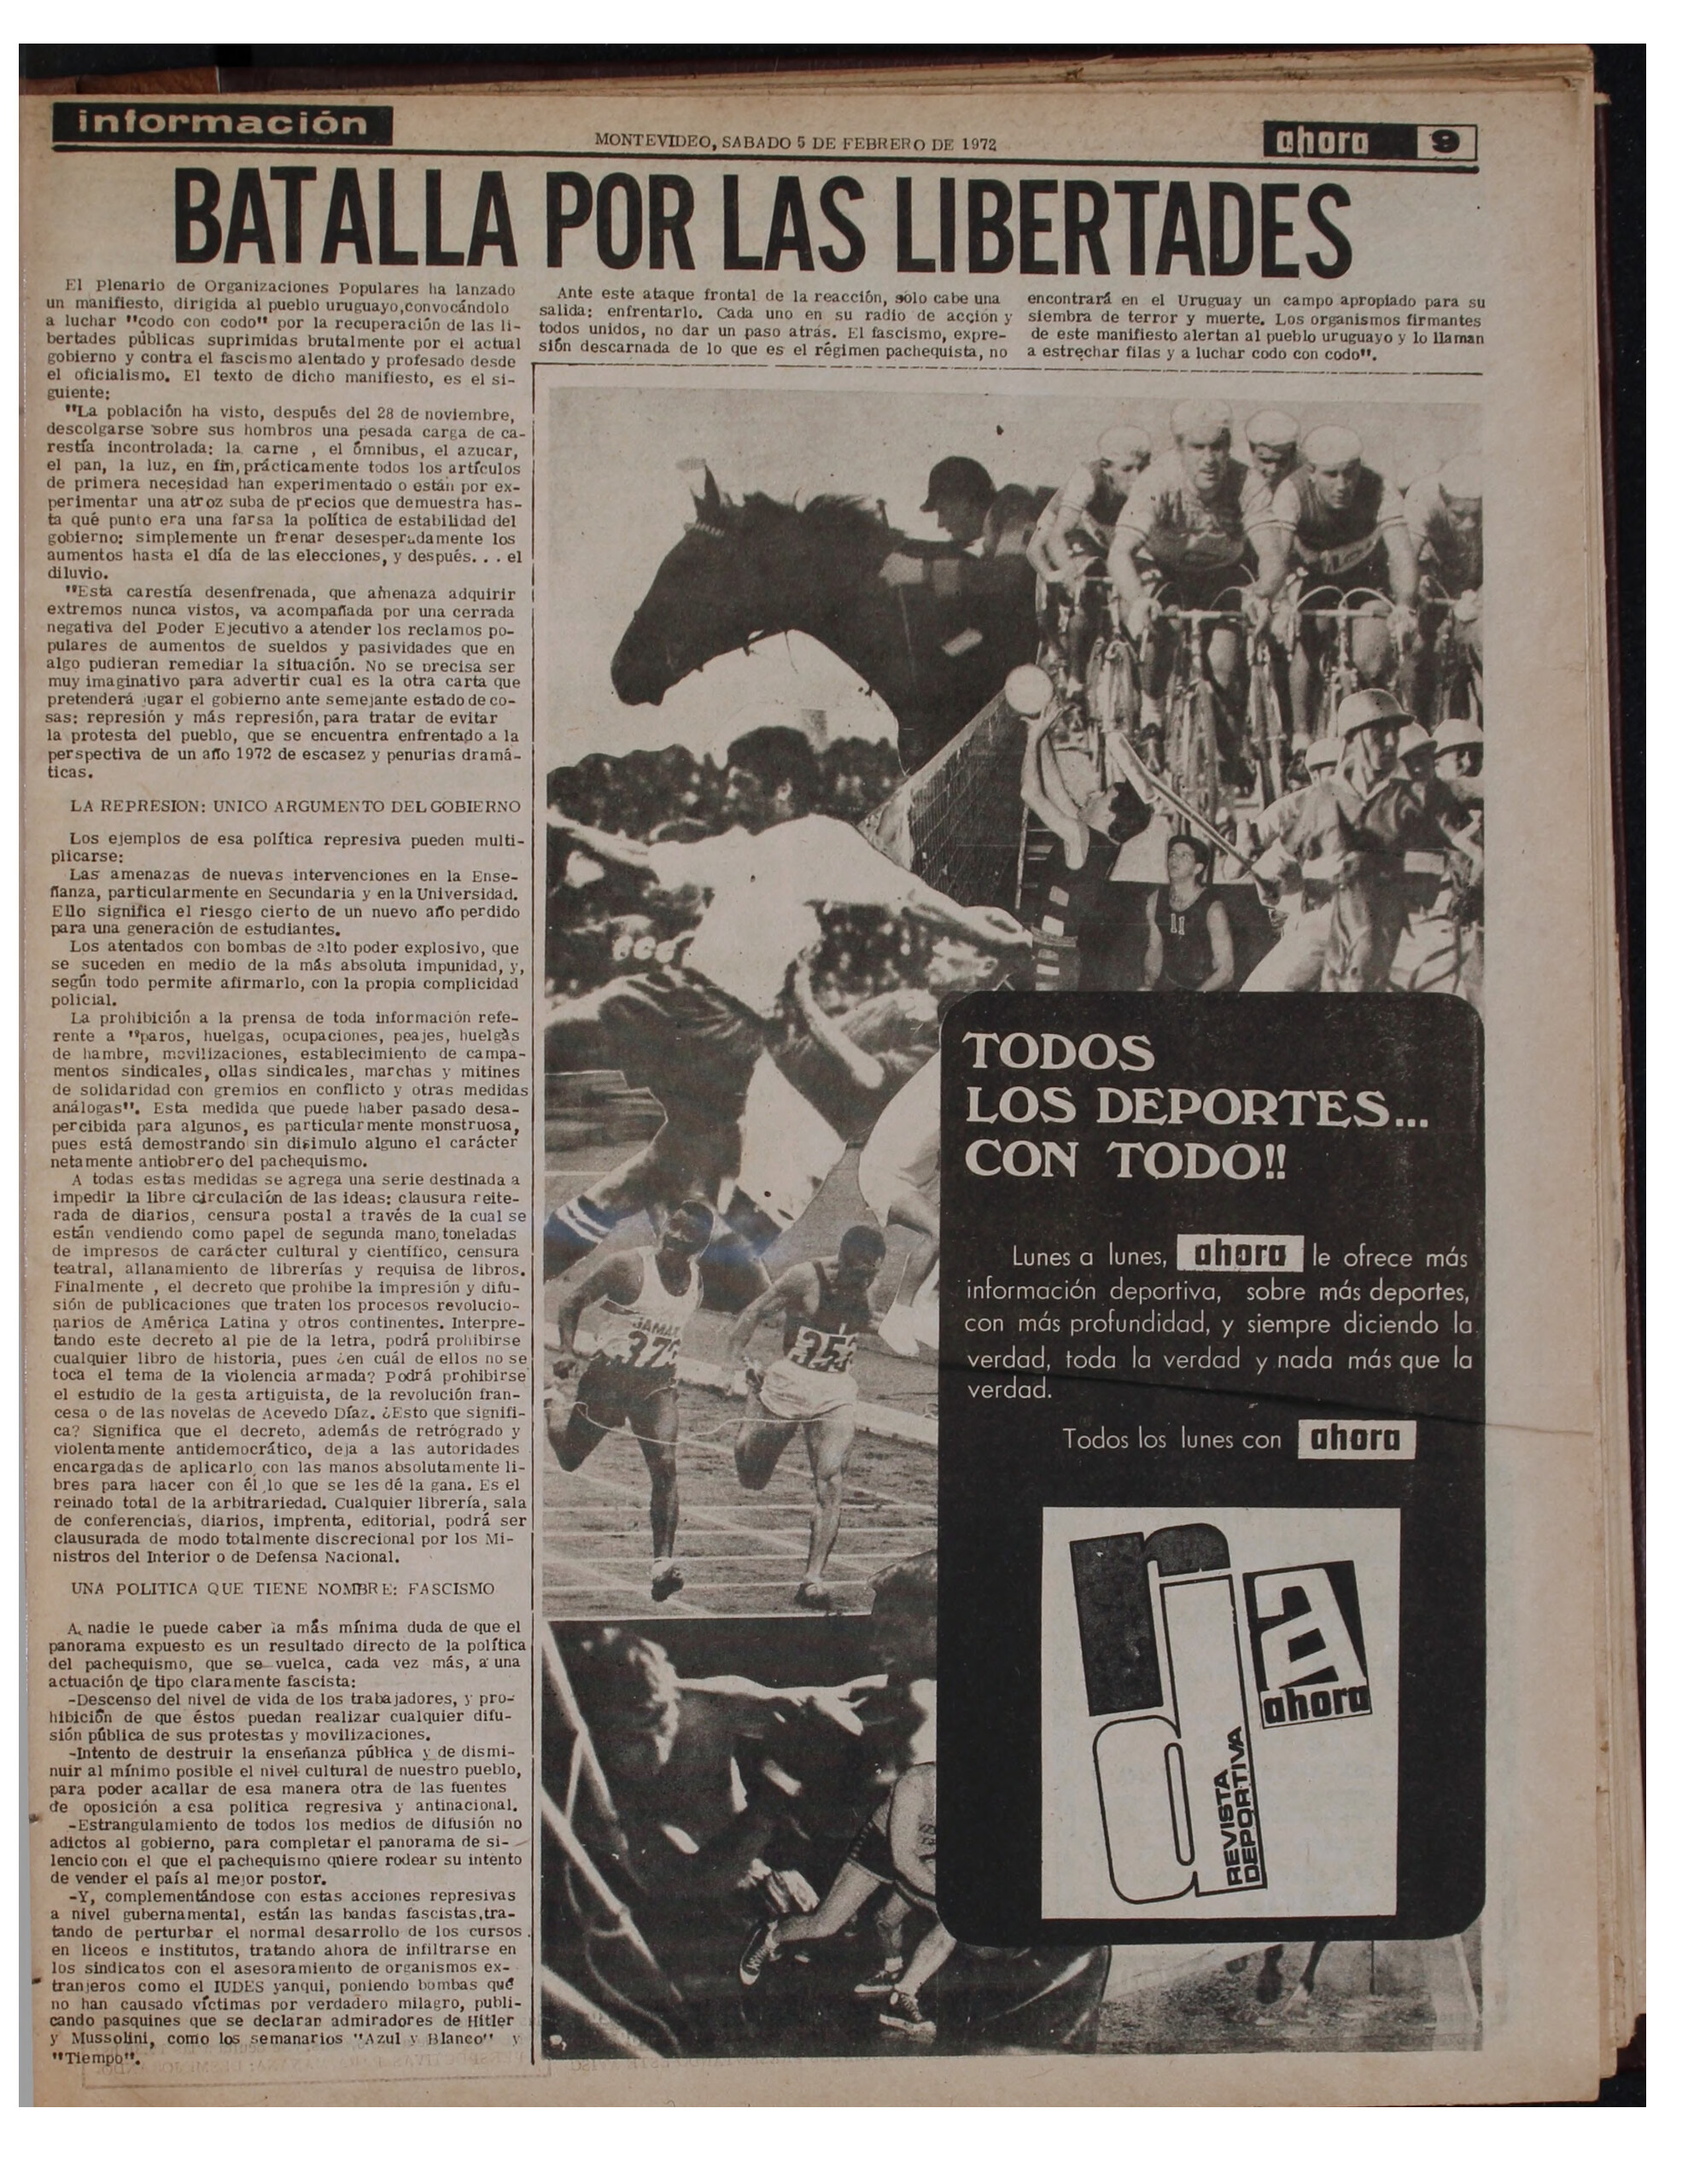 información
MONTEVIDEO, SABADO 5 DE FEBRERO DE 1972
ahora 9
BATALLA POR LAS LIBERTADES
El Plenario de Organizaciones Populares ha lanzado
un manifiesto, dirigida al pueblo uruguayo,convocándolo
a luchar "codo con codo" por la recuperación de las li-
bertades públicas suprimidas brutalmente por el actual
gobierno y contra el fascismo alentado y profesado desde
el oficialismo. El texto de dicho manifiesto, es el si-
guiente:
"La población ha visto, después del 28 de noviembre,
descolgarse sobre sus hombros una pesada carga de ca-
restía incontrolada: la carne , el ómnibus, el azucar,
el pan, la luz, en fin, prácticamente todos los artículos
de primera necesidad han experimentado o están por ex-
perimentar una atroz suba de precios que demuestra has-
ta qué punto era una farsa la política de estabilidad del
gobierno: simplemente un frenar desesperadamente los
aumentos hasta el día de las elecciones, y después. . . el
diluvio.
"Esta carestía desenfrenada, que amenaza adquirir
extremos nunca vistos, va acompañada por una cerrada
negativa del Poder Ejecutivo a atender los reclamos po-
pulares de aumentos de sueldos y pasividades que en
algo pudieran remediar la situación. No se precisa ser
muy imaginativo para advertir cual es la otra carta que
pretenderá jugar el gobierno ante semejante estado de co-
sas: represión y más represión, para tratar de evitar
la protesta del pueblo, que se encuentra enfrentado a la
perspectiva de un año 1972 de escasez y penurias dramá-
ticas.
LA REPRESION: UNICO ARGUMENTO DEL GOBIERNO
Los ejemplos de esa política represiva pueden multi-
plicarse:
Las amenazas de nuevas intervenciones en la Ense-
ñanza, particularmente en Secundaria y en la Universidad.
Ello significa el riesgo cierto de un nuevo año perdido
para una generación de estudiantes.
Los atentados con bombas de alto poder explosivo, que
se suceden en medio de la más absoluta impunidad, y,
según todo permite afirmarlo, con la propia complicidad
policial.
La prohibición a la prensa de toda información refe-
rente a "paros, huelgas, ocupaciones, peajes, huelgas
de hambre, movilizaciones, establecimiento de campa-
mentos sindicales, ollas sindicales, marchas y mitines
de solidaridad con gremios en conflicto y otras medidas
análogas". Esta medida que puede haber pasado desa-
percibida para algunos, es particularmente monstruosa,
pues está demostrando sin disimulo alguno el carácter
netamente antiobrero del pachequismo.
A todas estas medidas se agrega una serie destinada a
impedir la libre circulación de las ideas: clausura reite-
rada de diarios, censura postal a través de la cual se
están vendiendo como papel de segunda mano, toneladas
de impresos de carácter cultural y científico, censura
teatral, allanamiento de librerías y requisa de libros.
Finalmente , el decreto que prohibe la impresión y difu-
sión de publicaciones que traten los procesos revolucio-
narios de América Latina y otros continentes. Interpre-
tando este decreto al pie de la letra, podrá prohibirse
cualquier libro de historia, pues ¿en cuál de ellos no se
toca el tema de la violencia armada? Podrá prohibirse
el estudio de la gesta artiguista, de la revolución fran-
cesa o de las novelas de Acevedo Díaz. ¿Esto que signifi-
ca? Significa que el decreto, además de retrógrado y
violentamente antidemocrático, deja a las autoridades
encargadas de aplicarlo, con las manos absolutamente li-
bres para hacer con él lo que se les dé la gana. Es el
reinado total de la arbitrariedad. Cualquier librería, sala
de conferencias, diarios, imprenta, editorial, podrá ser
clausurada de modo totalmente discrecional por los Mi-
nistros del Interior o de Defensa Nacional.
UNA POLITICA QUE TIENE NOMBRE: FASCISMO
A nadie le puede caber la más mínima duda de que el
panorama expuesto es un resultado directo de la política
del pachequismo, que se vuelca, cada vez más, a una
actuación de tipo claramente fascista:
-Descenso del nivel de vida de los trabajadores, y pro-
hibición de que éstos puedan realizar cualquier difu-
sión pública de sus protestas y movilizaciones.
-Intento de destruir la enseñanza pública y de dismi-
nuir al mínimo posible el nivel cultural de nuestro pueblo,
para poder acallar de esa manera otra de las fuentes
de oposición a esa política regresiva y antinacional.
-Estrangulamiento de todos los medios de difusión no
adictos al gobierno, para completar el panorama de si-
lencio con el que el pachequismo quiere rodear su intento
de vender el país al mejor postor.
-Y, complementándose con estas acciones represivas
a nivel gubernamental, están las bandas fascistas,tra-
tando de perturbar el normal desarrollo de los cursos
en liceos e institutos, tratando ahora de infiltrarse en
los sindicatos con el asesoramiento de organismos ex-
tranjeros como el IUDES yanqui, poniendo bombas que
no han causado víctimas por verdadero milagro, publi-
cando pasquines que se declaran admiradores de Hitler
y Mussolini, como los semanarios "Azul y Blanco" y
"Tiempo".
Ante este ataque frontal de la reacción, sólo cabe una
salida: enfrentarlo. Cada uno en su radio de acción y
todos unidos, no dar un paso atrás. El fascismo, expre-
sión descarnada de lo que es el régimen pachequista, no
encontrará en el Uruguay un campo apropiado para su
siembra de terror y muerte. Los organismos firmantes
de este manifiesto alertan al pueblo uruguayo y lo llaman
a estrechar filas y a luchar codo con codo".
11
JAMAI
37
353
TODOS
LOS DEPORTES...
CON TODO!!
Lunes a lunes, ahora le ofrece más
información deportiva, sobre más deportes,
con más profundidad, y siempre diciendo la
verdad, toda la verdad y nada más que la
verdad.
Todos los lunes con ahora
a
ahora
REVISTA
DEPORTIVA